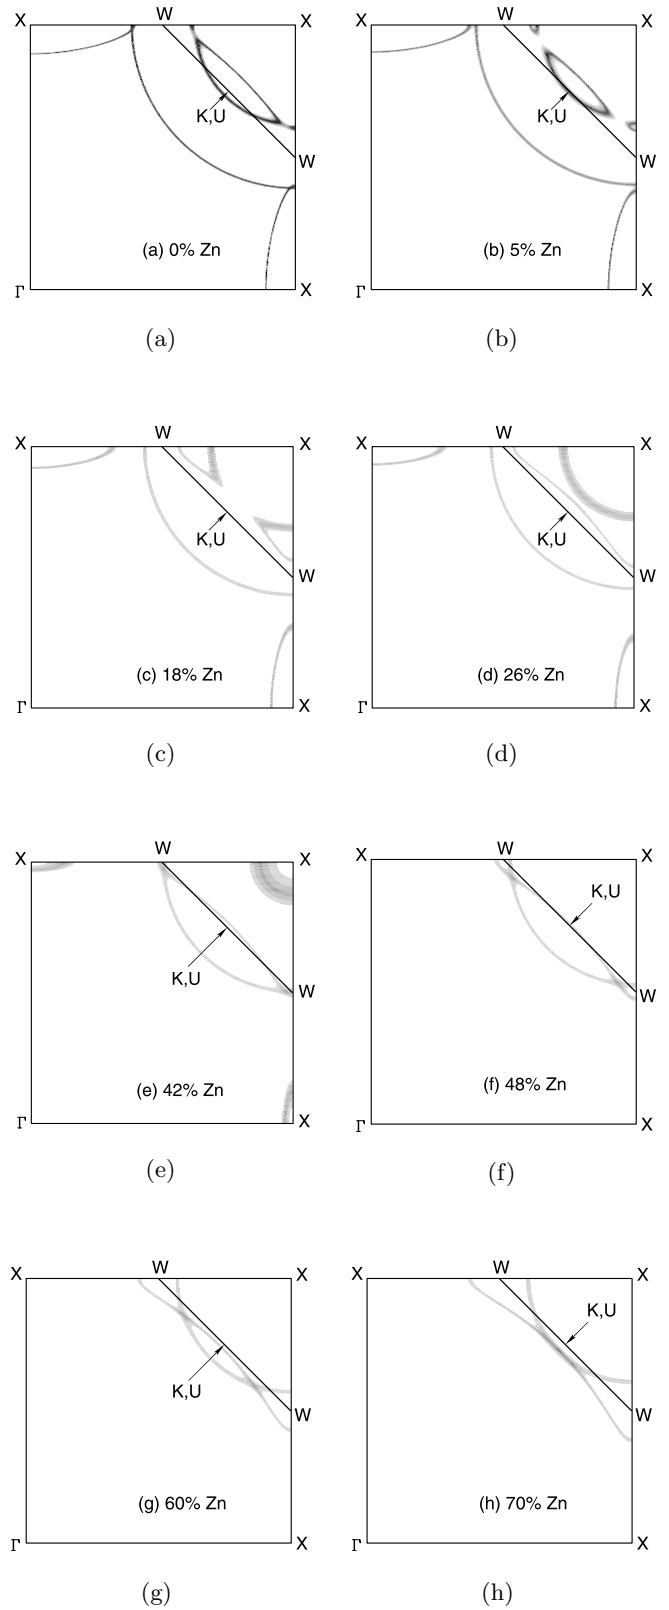 X W X X W X
K,U K,U
W W
(a) 0% Zn (b) 5% Zn
Γ X Γ X
(a) (b)
X W X X W X
K,U K,U
W W
(c) 18% Zn (d) 26% Zn
Γ X Γ X
(c) (d)
X W X X W X
K,U
K,U
W W
(e) 42% Zn (f) 48% Zn
Γ X Γ X
(e) (f)
X W X X W X
K,U
K,U
W W
(g) 60% Zn (h) 70% Zn
Γ X Γ X
(g) (h)